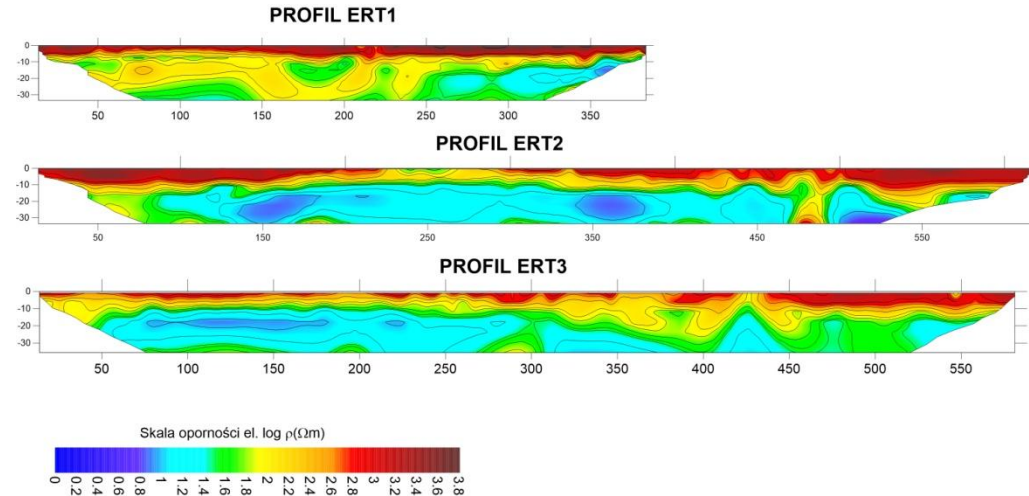 PROFIL ERT1
0
-10
-20
-30
50 100 150 200 250 300 350
PROFIL ERT2
0
-10
-20
-30
50 150 250 350 450 550
PROFIL ERT3
0
-10
-20
-30
50 100 150 200 250 300 350 400 450 500 550
Skala oporności el. log ρ(Ωm)
0 0.2 0.4 0.6 0.8 1 1.2 1.4 1.6 1.8 2 2.2 2.4 2.6 2.8 3 3.2 3.4 3.6 3.8